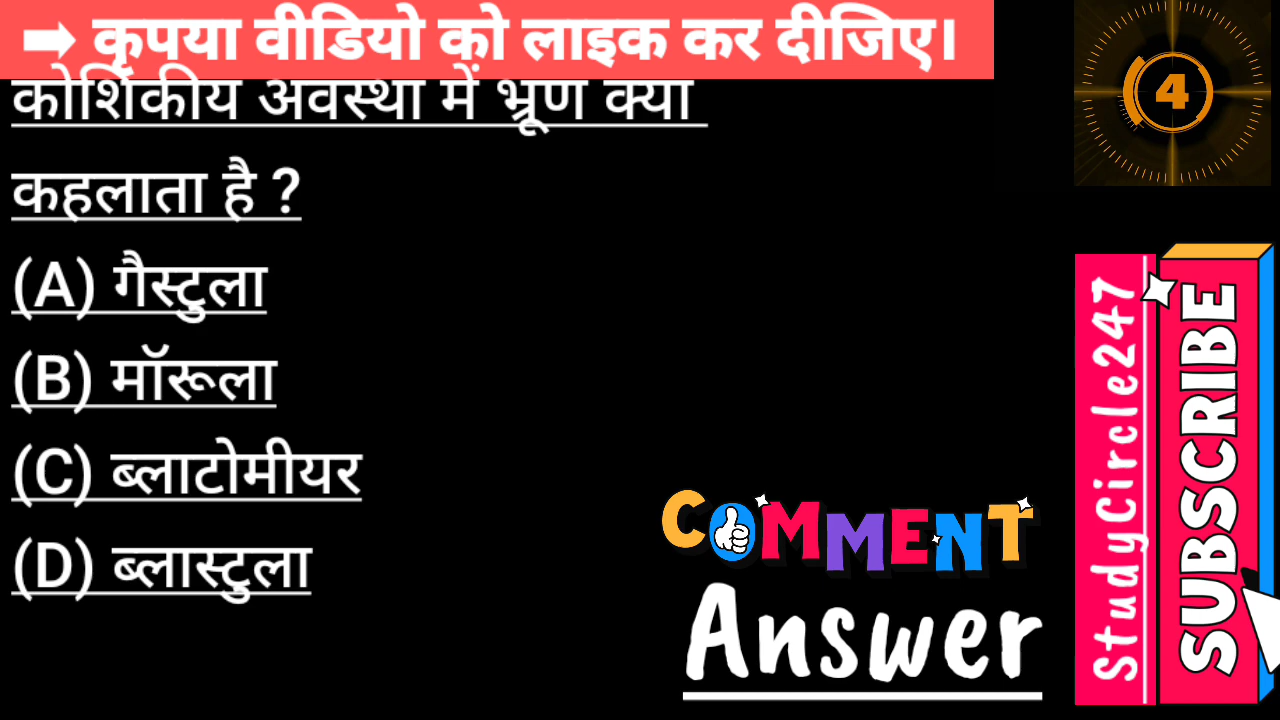 ➡ कृपया वीडियो को लाइक कर दीजिए।
4
कोशिकीय अवस्था में भ्रूण क्या
कहलाता है ?
(A) गैस्टुला
(B) मॉरूला
(C) ब्लाटोमीयर
(D) ब्लास्टुला
COMMENT
Answer
StudyCircle247
SUBSCRIBE